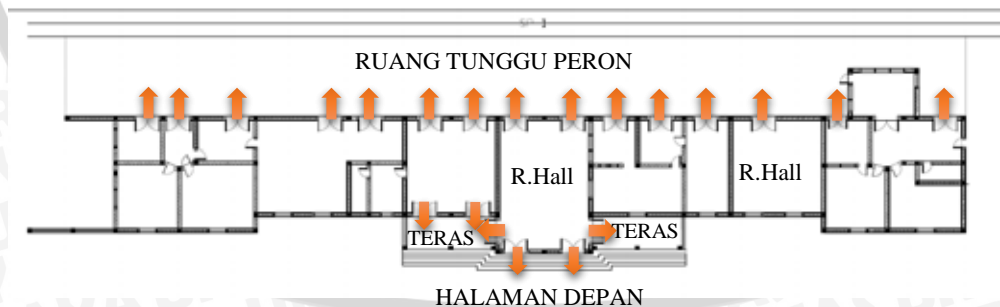 RUANG TUNGGU PERON
R.Hall
R.Hall
TERAS
TERAS
HALAMAN DEPAN